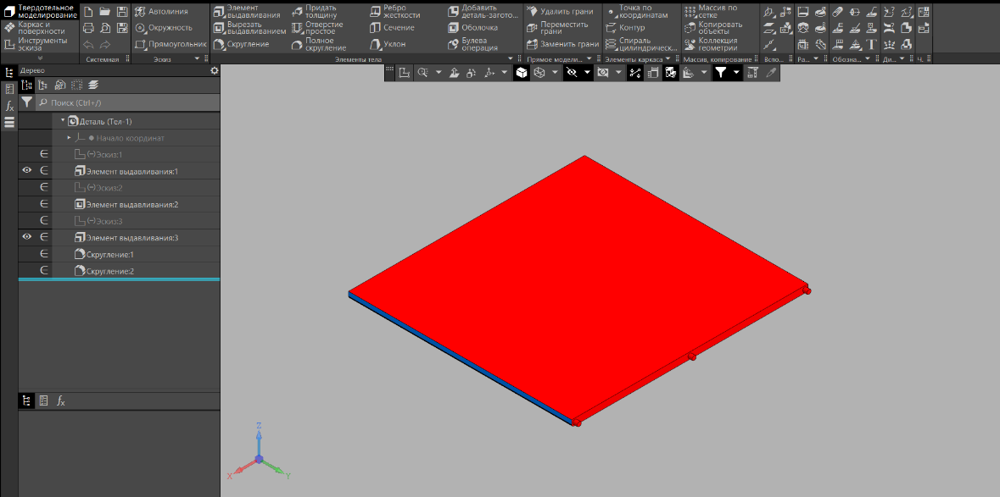 Твердотельное моделирование
Каркас и поверхности
Инструменты эскиза
Системная
Автолиния
Окружность
Прямоугольник
Эскиз
Элемент выдавливания
Вырезать выдавливанием
Скругление
Придать толщину
Отверстие простое
Полное скругление
Ребро жесткости
Сечение
Уклон
Добавить деталь-загото...
Оболочка
Булева операция
Элементы тела
Удалить грани
Переместить грани
Заменить грани
Прямое модели...
Точка по координатам
Контур
Спираль цилиндрическ...
Элементы каркаса
Массив по сетке
Копировать объекты
Коллекция геометрии
Массив, копирование
Вспо...
Ра...
Обозна...
Ди...
Ч.
Дерево
Поиск (Ctrl+/)
Деталь (Тел-1)
Начало координат
(−)Эскиз:1
Элемент выдавливания:1
(−)Эскиз:2
Элемент выдавливания:2
(−)Эскиз:3
Элемент выдавливания:3
Скругление:1
Скругление:2
Z
X
Y